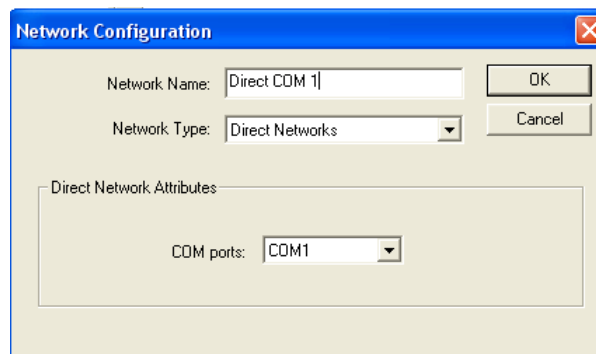 Network Configuration
Network Name: Direct COM 1 OK
Network Type: Direct Networks Cancel
Direct Network Attributes
COM ports: COM1